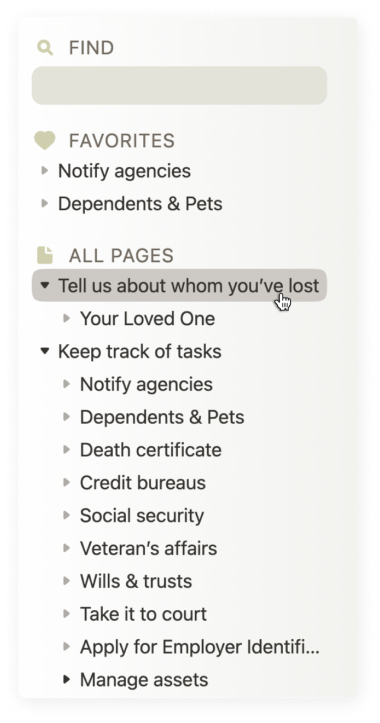 FIND
FAVORITES
Notify agencies
Dependents & Pets
ALL PAGES
Tell us about whom you’ve lost
Your Loved One
Keep track of tasks
Notify agencies
Dependents & Pets
Death certificate
Credit bureaus
Social security
Veteran’s affairs
Wills & trusts
Take it to court
Apply for Employer Identifi...
Manage assets